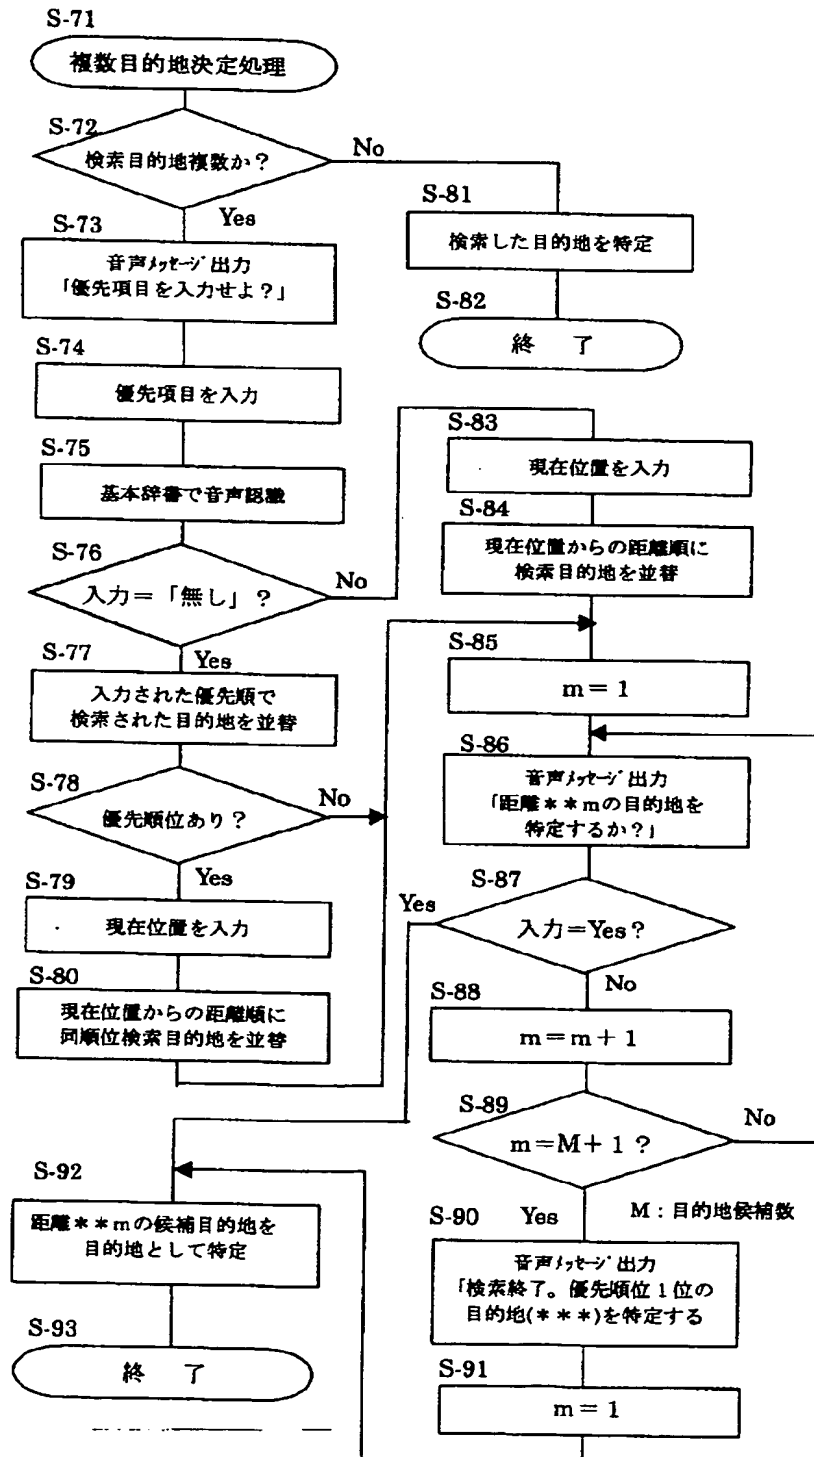 S-71
複数目的地決定処理
S-72
検索目的地複数か?
No
Yes
S-73
音声メッセージ出力
「優先項目を入力せよ?」
S-74
優先項目を入力
S-75
基本辞書で音声認識
S-76
入力=「無し」?
No
Yes
S-77
入力された優先順で
検索された目的地を並替
S-78
優先順位あり?
No
Yes
S-79
現在位置を入力
S-80
現在位置からの距離順に
同順位検索目的地を並替
S-81
検索した目的地を特定
S-82
終 了
S-83
現在位置を入力
S-84
現在位置からの距離順に
検索目的地を並替
S-85
m=1
S-86
音声メッセージ出力
「距離**mの目的地を
特定するか?」
S-87
Yes
入力=Yes?
No
S-88
m=m+1
S-89
m=M+1?
No
Yes
M:目的地候補数
S-90
音声メッセージ出力
「検索終了。優先順位1位の
目的地(***)を特定する
S-91
m=1
S-92
距離**mの候補目的地を
目的地として特定
S-93
終 了